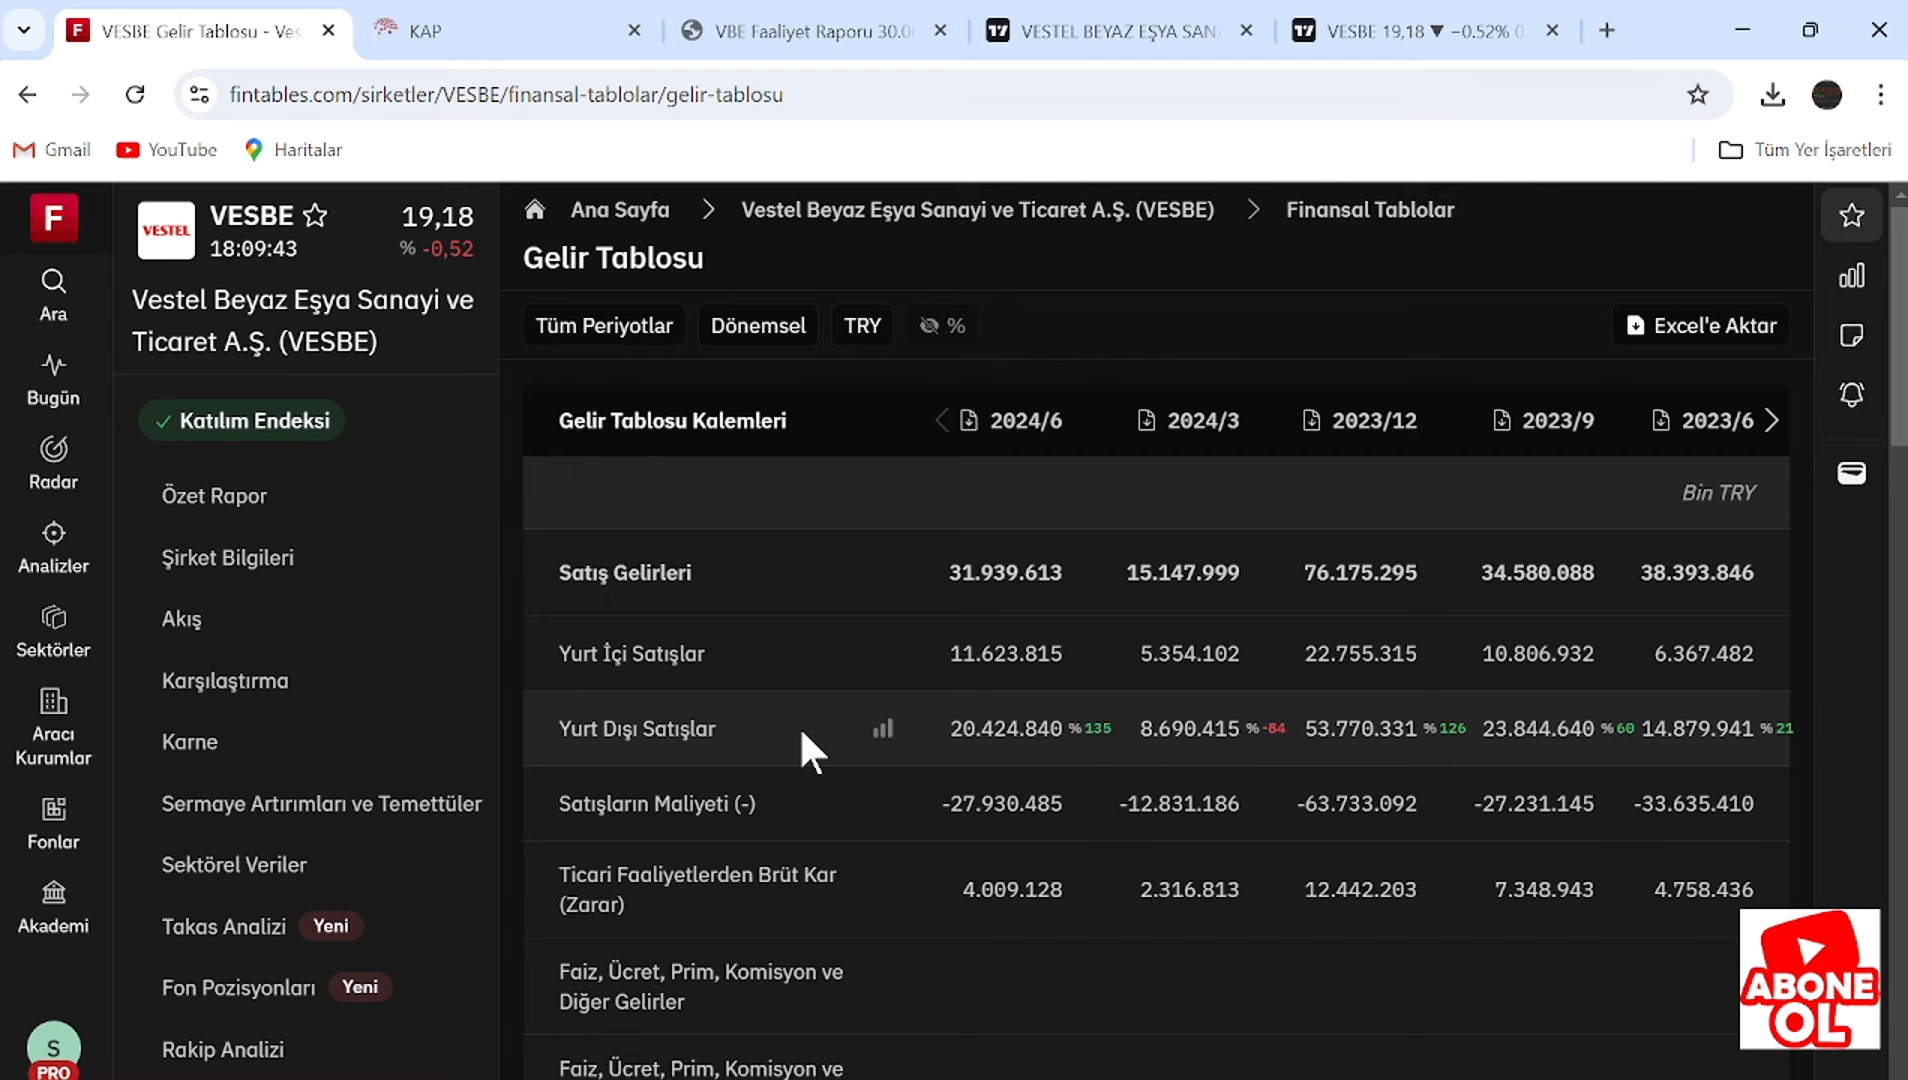 VESBE Gelir Tablosu - Ves
KAP
VBE Faaliyet Raporu 30.0
VESTEL BEYAZ EŞYA SAN
VESBE 19,18 ▼ −0.52%
fintables.com/sirketler/VESBE/finansal-tablolar/gelir-tablosu
Gmail
YouTube
Haritalar
Tüm Yer İşaretleri
F
Ara
Bugün
Radar
Analizler
Sektörler
Aracı
Kurumlar
Fonlar
Akademi
S
PRO
VESTEL
VESBE
19,18
18:09:43
% -0,52
Vestel Beyaz Eşya Sanayi ve
Ticaret A.Ş. (VESBE)
Katılım Endeksi
Özet Rapor
Şirket Bilgileri
Akış
Karşılaştırma
Karne
Sermaye Artırımları ve Temettüler
Sektörel Veriler
Takas Analizi Yeni
Fon Pozisyonları Yeni
Rakip Analizi
Ana Sayfa > Vestel Beyaz Eşya Sanayi ve Ticaret A.Ş. (VESBE) > Finansal Tablolar
Gelir Tablosu
Tüm Periyotlar Dönemsel TRY %
Excel'e Aktar
Gelir Tablosu Kalemleri 2024/6 2024/3 2023/12 2023/9 2023/6
Bin TRY
Satış Gelirleri 31.939.613 15.147.999 76.175.295 34.580.088 38.393.846
Yurt İçi Satışlar 11.623.815 5.354.102 22.755.315 10.806.932 6.367.482
Yurt Dışı Satışlar 20.424.840 %135 8.690.415 %-84 53.770.331 %126 23.844.640 %60 14.879.941 %21
Satışların Maliyeti (-) -27.930.485 -12.831.186 -63.733.092 -27.231.145 -33.635.410
Ticari Faaliyetlerden Brüt Kar
(Zarar) 4.009.128 2.316.813 12.442.203 7.348.943 4.758.436
Faiz, Ücret, Prim, Komisyon ve
Diğer Gelirler
Faiz, Ücret, Prim, Komisyon ve
ABONE
OL